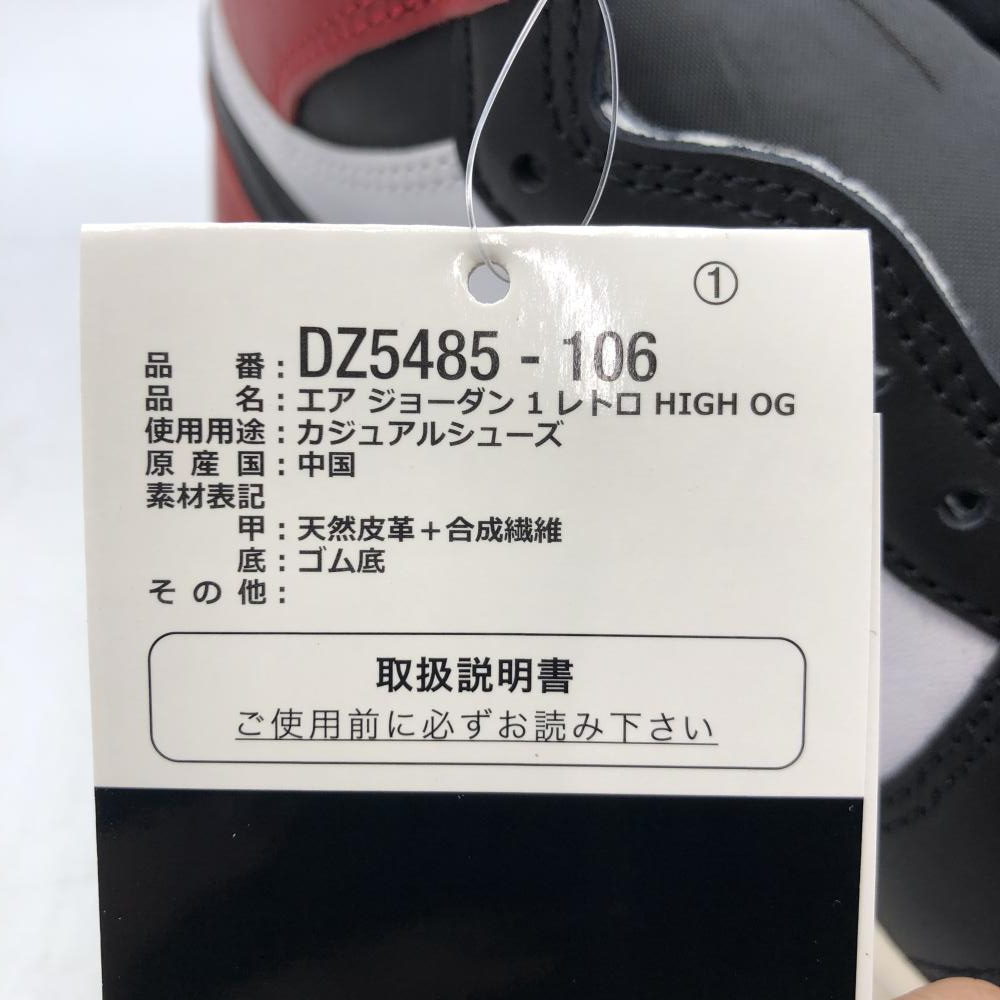 ①
品　　番：DZ5485 - 106
品　　名：エア ジョーダン 1 レトロ HIGH OG
使用用途：カジュアルシューズ
原 産 国：中国
素材表記
甲：天然皮革＋合成繊維
底：ゴム底
そ の 他：
取扱説明書
ご使用前に必ずお読み下さい